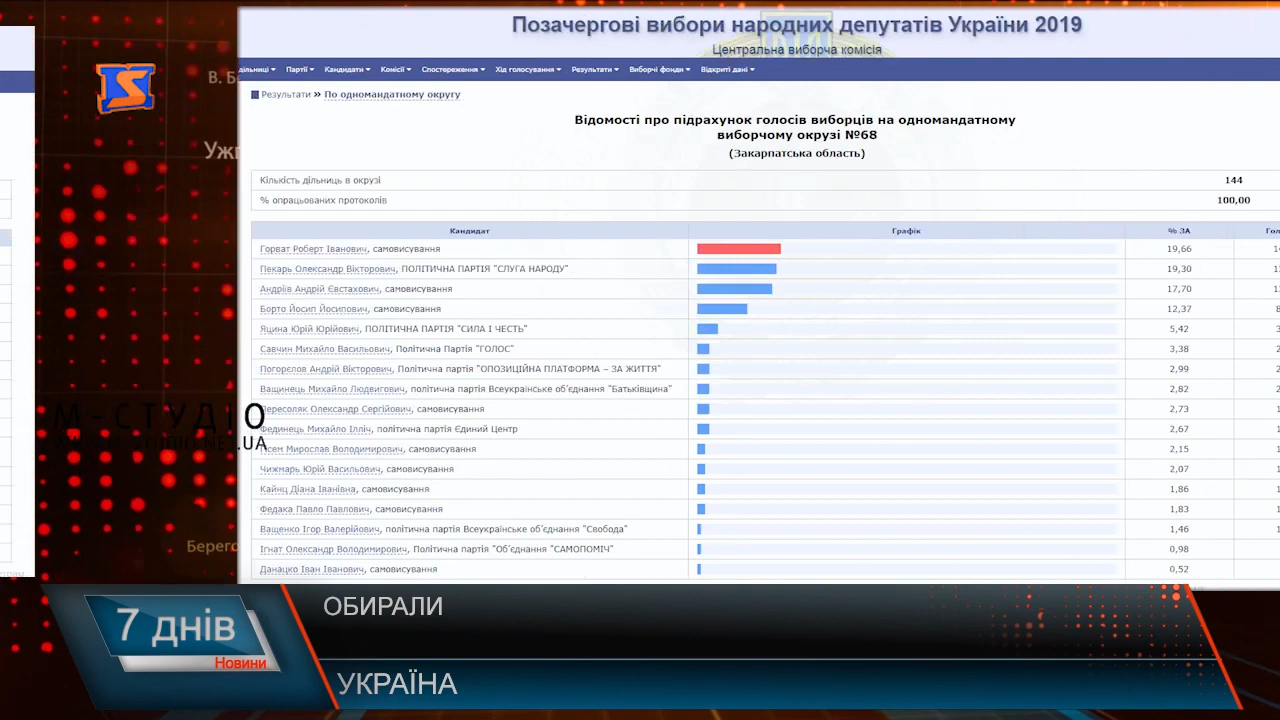 Позачергові вибори народних депутатів України 2019
Центральна виборча комісія
дільниці Партії Кандидати Комісії Спостереження Хід голосування Результати Виборчі фонди Відкриті дані
Результати » По одномандатному округу
Відомості про підрахунок голосів виборців на одномандатному
виборчому окрузі №68
(Закарпатська область)
Кількість дільниць в окрузі 144
% опрацьованих протоколів 100,00
Кандидат Графік % ЗА
Горват Роберт Іванович, самовисування 19,66
Пекарь Олександр Вікторович, ПОЛІТИЧНА ПАРТІЯ "СЛУГА НАРОДУ" 19,30
Андріїв Андрій Євстахович, самовисування 17,70
Борто Йосип Йосипович, самовисування 12,37
Яцина Юрій Юрійович, ПОЛІТИЧНА ПАРТІЯ "СИЛА І ЧЕСТЬ" 5,42
Савчин Михайло Васильович, Політична Партія "ГОЛОС" 3,38
Погорєлов Андрій Вікторович, Політична партія "ОПОЗИЦІЙНА ПЛАТФОРМА – ЗА ЖИТТЯ" 2,99
Ващинець Михайло Людвигович, політична партія Всеукраїнське об'єднання "Батьківщина" 2,82
Олександр Сергійович, самовисування 2,73
Фединець Михайло Ілліч, політична партія Єдиний Центр 2,67
Мирослав Володимирович, самовисування 2,15
Чижмарь Юрій Васильович, самовисування 2,07
Кайнц Діана Іванівна, самовисування 1,86
Федака Павло Павлович, самовисування 1,83
Ващенко Ігор Валерійович, політична партія Всеукраїнське об'єднання "Свобода" 1,46
Ігнат Олександр Володимирович, Політична партія "Об'єднання "САМОПОМІЧ" 0,98
Данацко Іван Іванович, самовисування 0,52
М-СТУДІО
Берего
7 днів
Новини
ОБИРАЛИ
УКРАЇНА